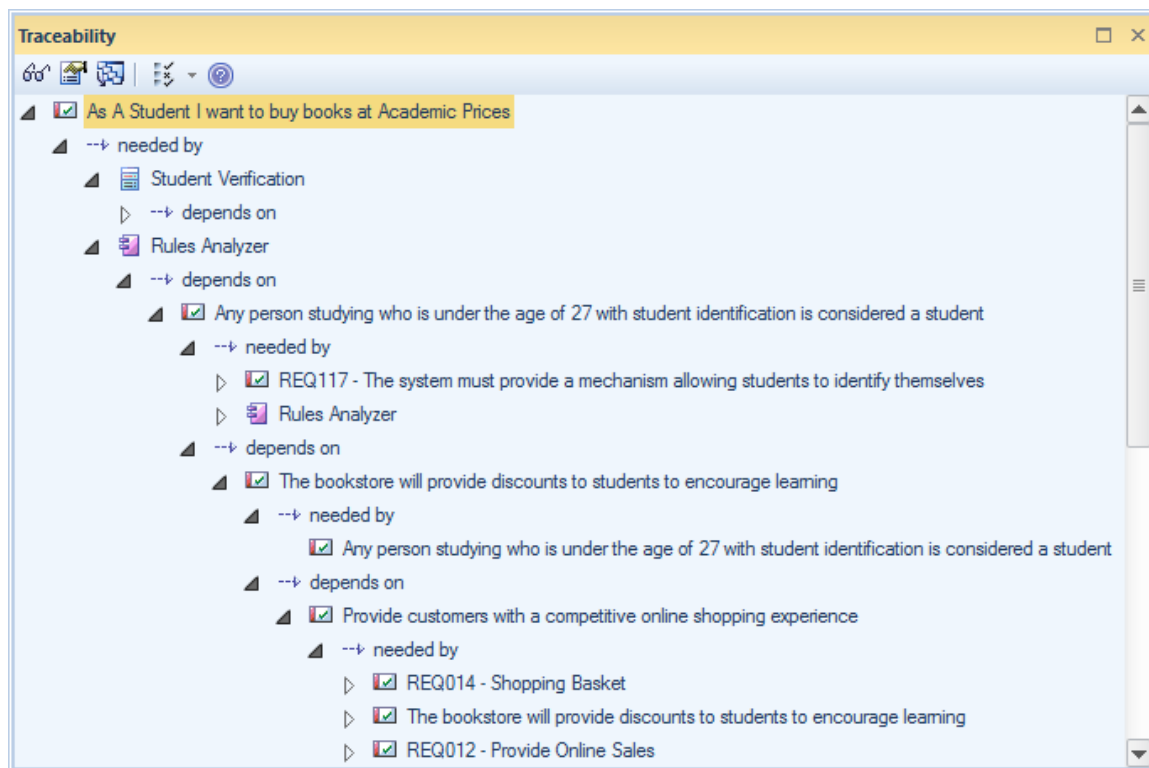 Traceability
As A Student I want to buy books at Academic Prices
needed by
Student Verification
depends on
Rules Analyzer
depends on
Any person studying who is under the age of 27 with student identification is considered a student
needed by
REQ117 - The system must provide a mechanism allowing students to identify themselves
Rules Analyzer
depends on
The bookstore will provide discounts to students to encourage learning
needed by
Any person studying who is under the age of 27 with student identification is considered a student
depends on
Provide customers with a competitive online shopping experience
needed by
REQ014 - Shopping Basket
The bookstore will provide discounts to students to encourage learning
REQ012 - Provide Online Sales